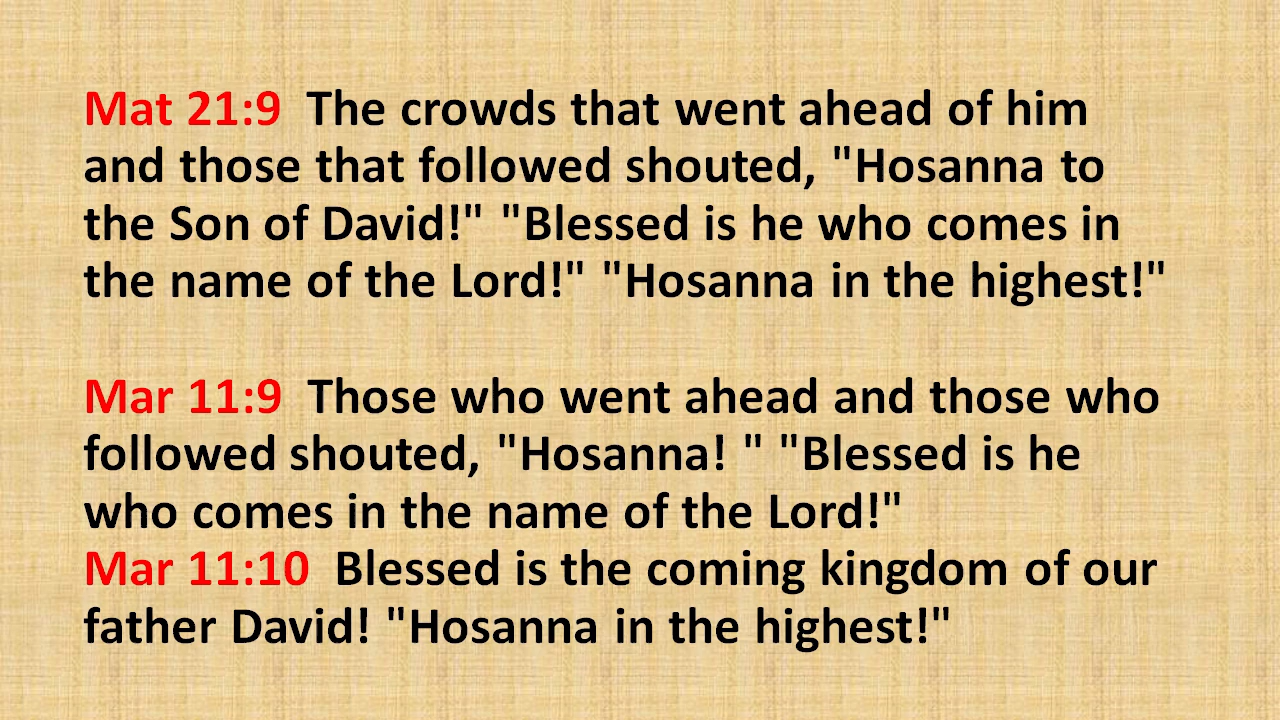 Mat 21:9  The crowds that went ahead of him
and those that followed shouted, "Hosanna to
the Son of David!" "Blessed is he who comes in
the name of the Lord!" "Hosanna in the highest!"
Mar 11:9  Those who went ahead and those who
followed shouted, "Hosanna! " "Blessed is he
who comes in the name of the Lord!"
Mar 11:10  Blessed is the coming kingdom of our
father David! "Hosanna in the highest!"